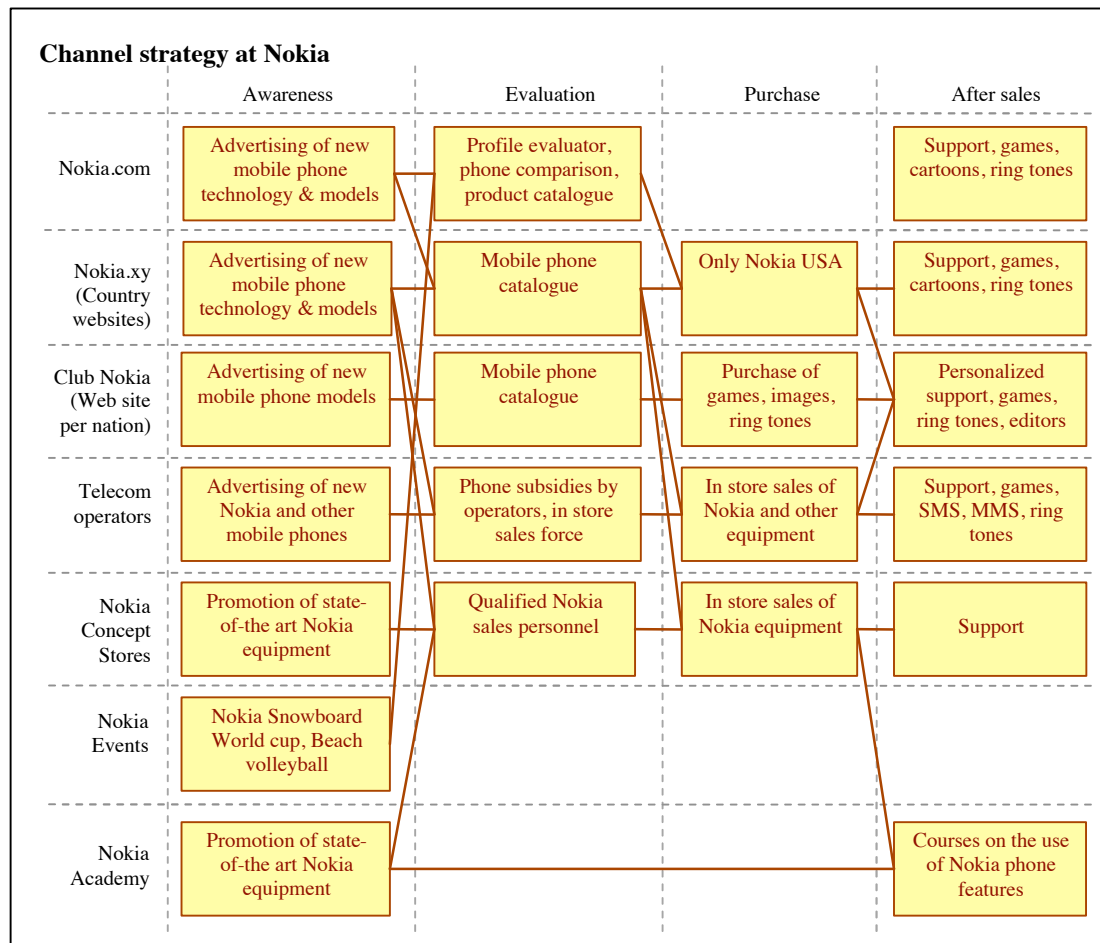 Channel strategy at Nokia
Awareness
Evaluation
Purchase
After sales
Nokia.com
Advertising of new
mobile phone
technology & models
Profile evaluator,
phone comparison,
product catalogue
Support, games,
cartoons, ring tones
Nokia.xy
(Country
websites)
Advertising of new
mobile phone
technology & models
Mobile phone
catalogue
Only Nokia USA
Support, games,
cartoons, ring tones
Club Nokia
(Web site
per nation)
Advertising of new
mobile phone models
Mobile phone
catalogue
Purchase of
games, images,
ring tones
Personalized
support, games,
ring tones, editors
Telecom
operators
Advertising of new
Nokia and other
mobile phones
Phone subsidies by
operators, in store
sales force
In store sales of
Nokia and other
equipment
Support, games,
SMS, MMS, ring
tones
Nokia
Concept
Stores
Promotion of state-
of-the art Nokia
equipment
Qualified Nokia
sales personnel
In store sales of
Nokia equipment
Support
Nokia
Events
Nokia Snowboard
World cup, Beach
volleyball
Nokia
Academy
Promotion of state-
of-the art Nokia
equipment
Courses on the use
of Nokia phone
features